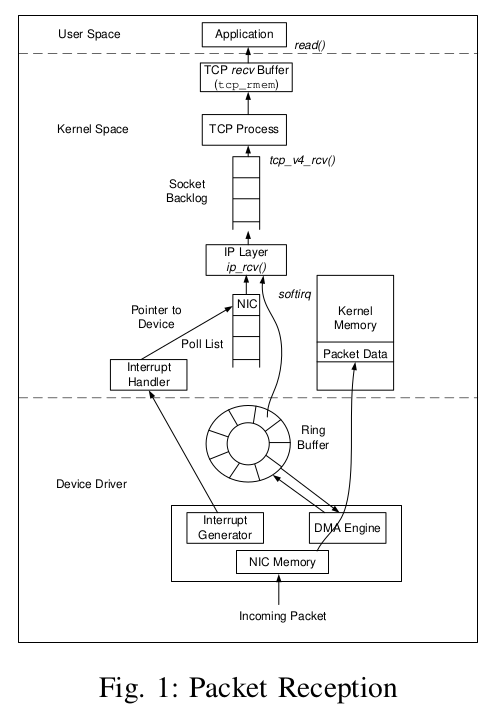 User Space
Application
read()
TCP recv Buffer
(tcp_rmem)
Kernel Space
TCP Process
tcp_v4_rcv()
Socket
Backlog
IP Layer
ip_rcv()
softirq
NIC
Pointer to
Device
Poll List
Kernel
Memory
Packet Data
Interrupt
Handler
Ring
Buffer
Device Driver
Interrupt
Generator
DMA Engine
NIC Memory
Incoming Packet
Fig. 1: Packet Reception